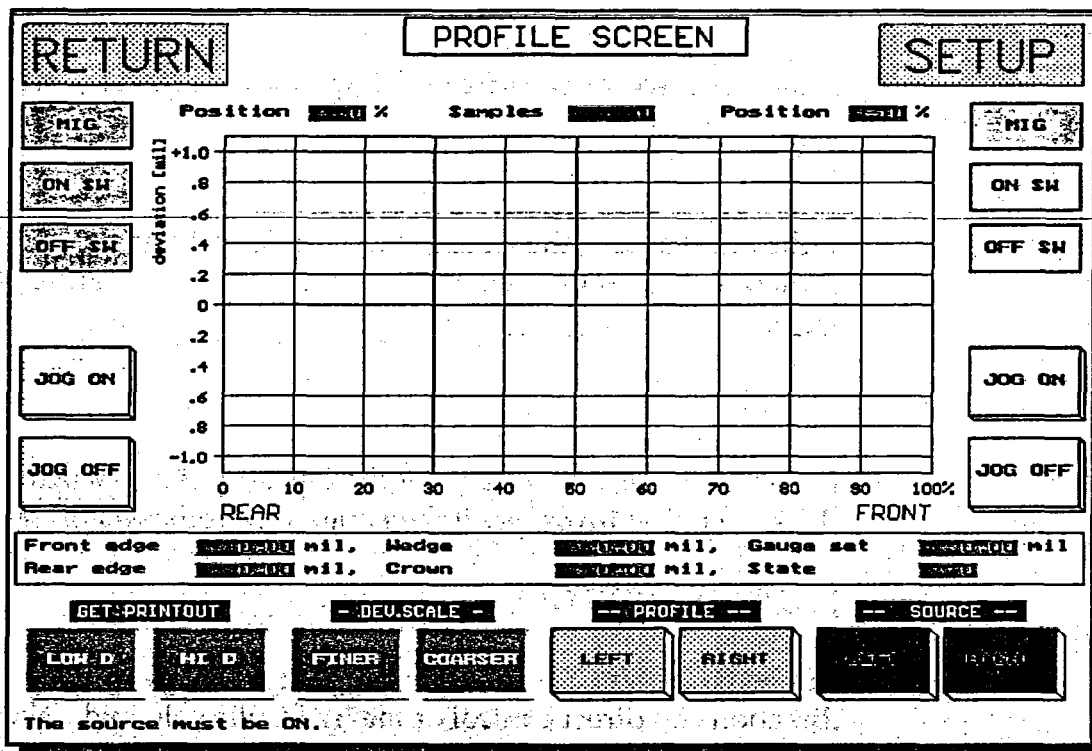 RETURN PROFILE SCREEN SETUP
Position % Samples Position %
MIG MIG
ON SW ON SW
OFF SW OFF SW
JOG ON JOG ON
JOG OFF JOG OFF
deviation [mil]
+1.0
.8
.6
.4
.2
0
.2
.4
.6
.8
-1.0
0 10 20 30 40 50 60 70 80 90 100%
REAR FRONT
Front edge mil, Wedge mil, Gauge set mil
Rear edge mil, Crown mil, State
GET PRINTOUT - DEV.SCALE - -- PROFILE -- -- SOURCE --
LOW D HI D FINER COARSER LEFT RIGHT
The source must be ON.